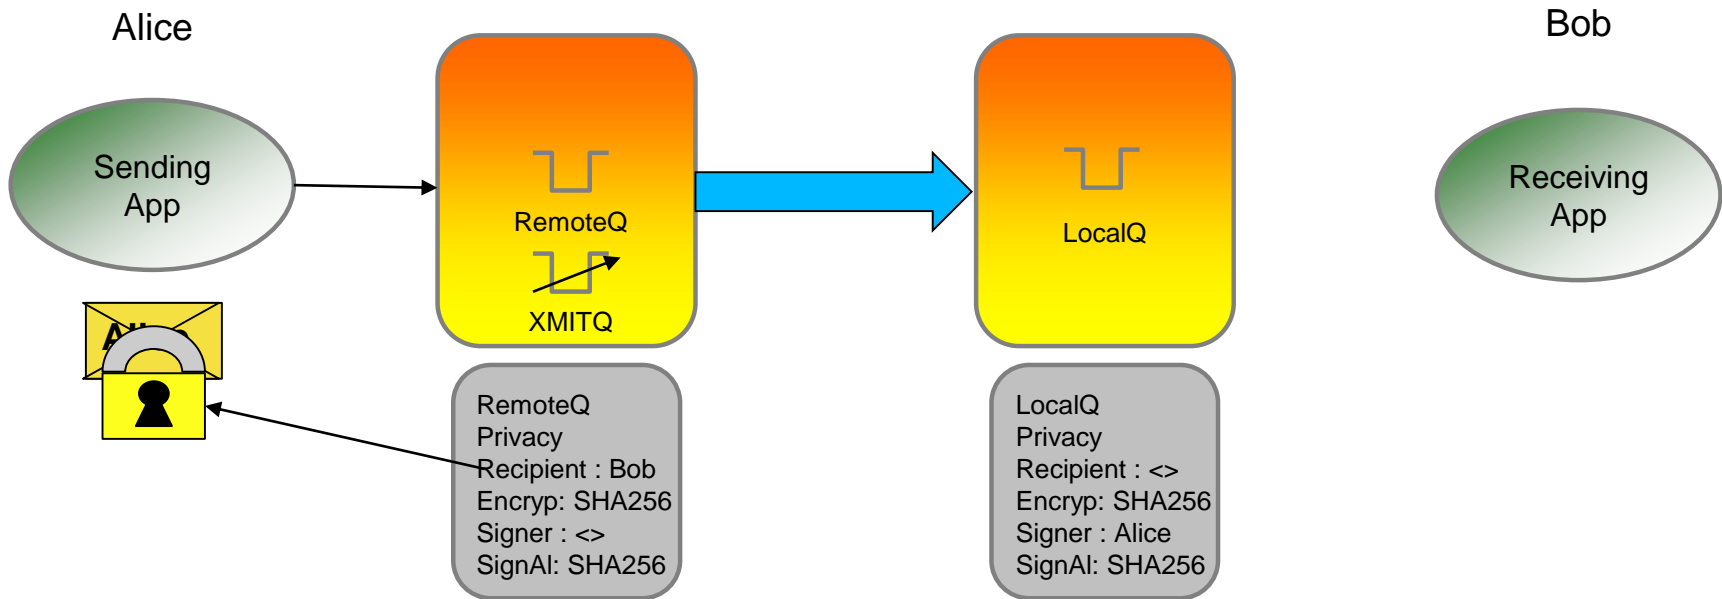 Alice
Bob
Sending
App
RemoteQ
XMITQ
LocalQ
Receiving
App
RemoteQ
Privacy
Recipient : Bob
Encryp: SHA256
Signer : <>
SignAl: SHA256
LocalQ
Privacy
Recipient : <>
Encryp: SHA256
Signer : Alice
SignAl: SHA256